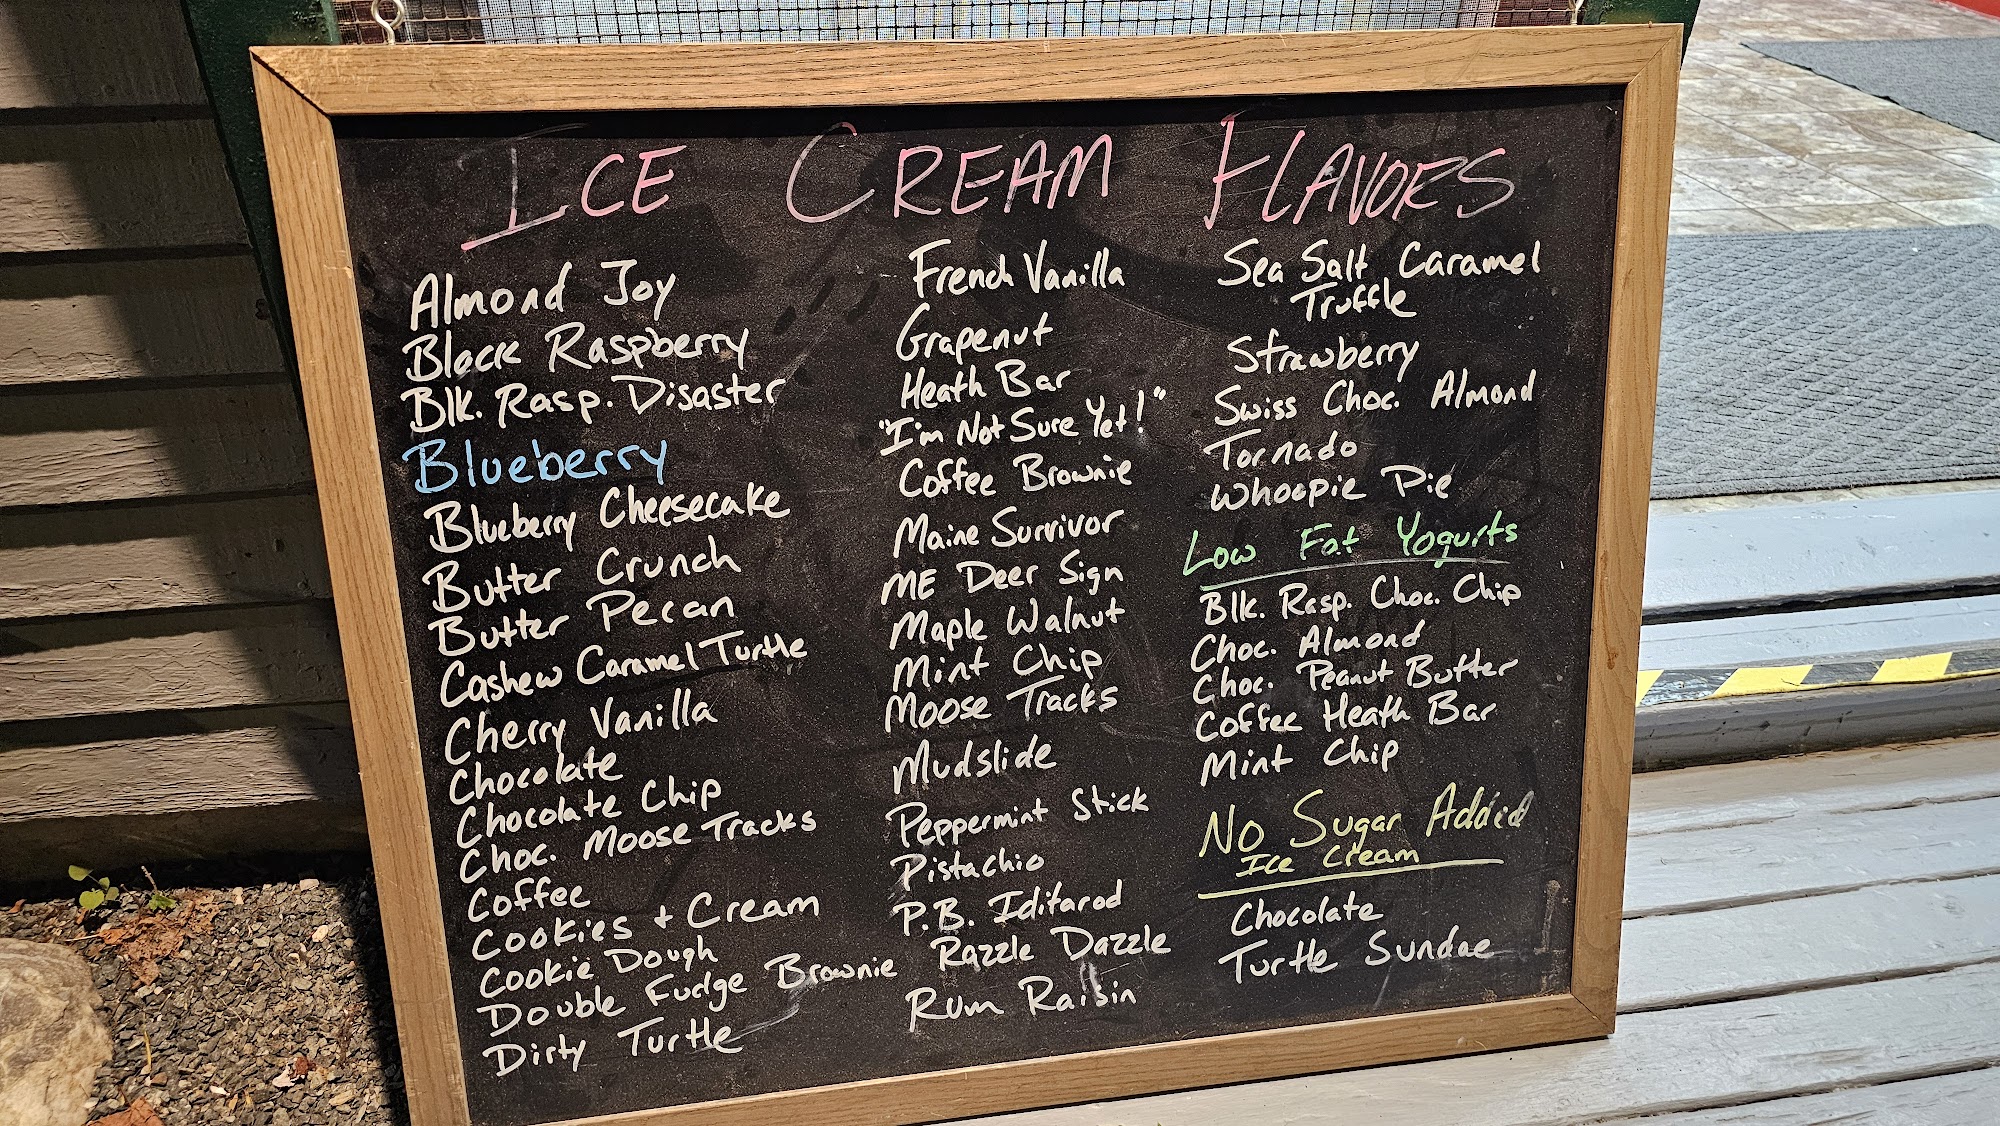 ICE CREAM FLAVORS
Almond Joy
Black Raspberry
Blk. Rasp. Disaster
Blueberry
Blueberry Cheesecake
Butter Crunch
Butter Pecan
Cashew Caramel Turtle
Cherry Vanilla
Chocolate
Chocolate Chip
Choc. Moose Tracks
Coffee
Cookies + Cream
Cookie Dough
Double Fudge Brownie
Dirty Turtle
French Vanilla
Grapenut
Heath Bar
"I'm Not Sure Yet!"
Coffee Brownie
Maine Survivor
ME Deer Sign
Maple Walnut
Mint Chip
Moose Tracks
Mudslide
Peppermint Stick
Pistachio
P.B. Iditarod
Razzle Dazzle
Rum Raisin
Sea Salt Caramel
Truffle
Strawberry
Swiss Choc. Almond
Tornado
Whoopie Pie
Low Fat Yogurts
Blk. Rasp. Choc. Chip
Choc. Almond
Choc. Peanut Butter
Coffee Heath Bar
Mint Chip
No Sugar Added
Ice Cream
Chocolate
Turtle Sundae